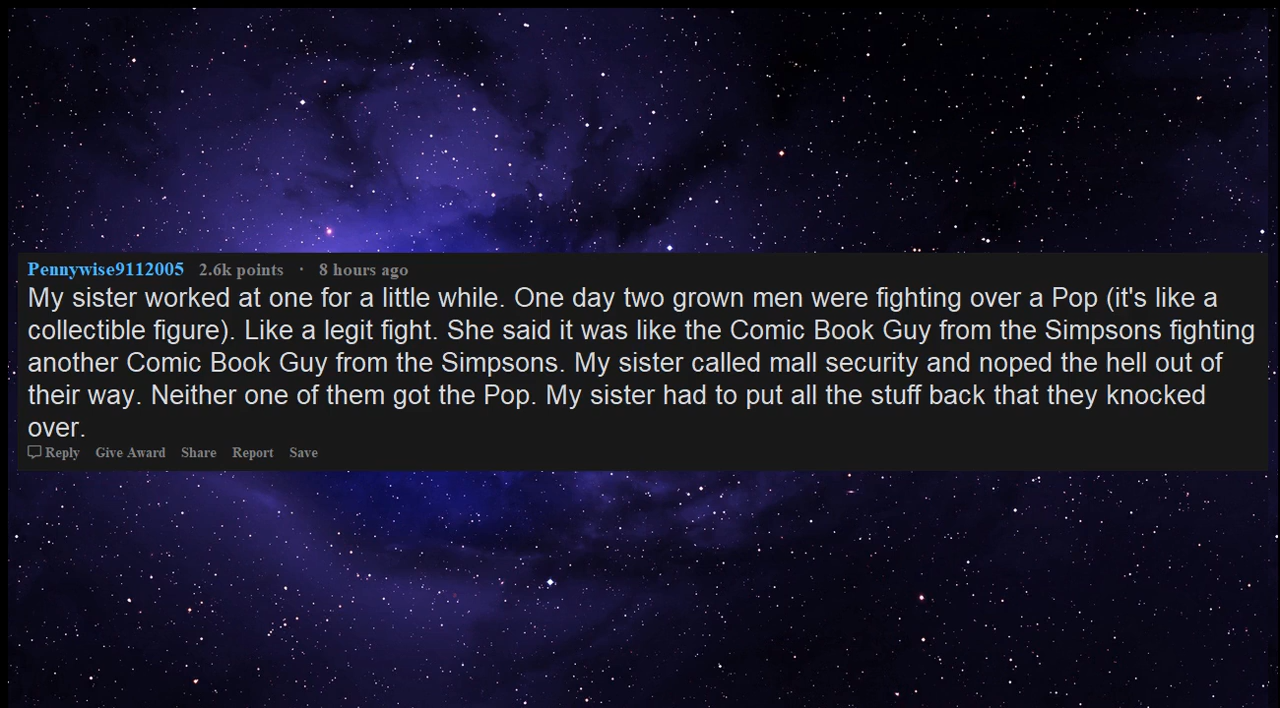 Pennywise9112005 2.6k points · 8 hours ago
My sister worked at one for a little while. One day two grown men were fighting over a Pop (it's like a
collectible figure). Like a legit fight. She said it was like the Comic Book Guy from the Simpsons fighting
another Comic Book Guy from the Simpsons. My sister called mall security and noped the hell out of
their way. Neither one of them got the Pop. My sister had to put all the stuff back that they knocked
over.
Reply Give Award Share Report Save